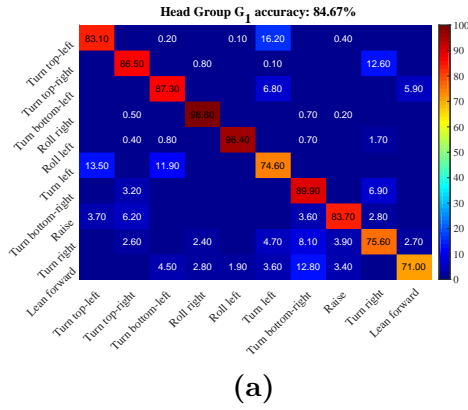 Head Group G1 accuracy: 84.67%
Turn top-left 83.10 0.20 0.10 16.20 0.40
Turn top-right 86.50 0.80 0.10 12.60
Turn bottom-left 87.30 6.80 5.90
Roll right 0.50 98.60 0.70 0.20
Roll left 0.40 0.80 96.40 0.70 1.70
Turn left 13.50 11.90 74.60
Turn bottom-right 3.20 89.90 6.90
Raise 3.70 6.20 3.60 83.70 2.80
Turn right 2.60 2.40 4.70 8.10 3.90 75.60 2.70
Lean forward 4.50 2.80 1.90 3.60 12.80 3.40 71.00
Turn top-left
Turn top-right
Turn bottom-left
Roll right
Roll left
Turn left
Turn bottom-right
Raise
Turn right
Lean forward
100
90
80
70
60
50
40
30
20
10
0
(a)